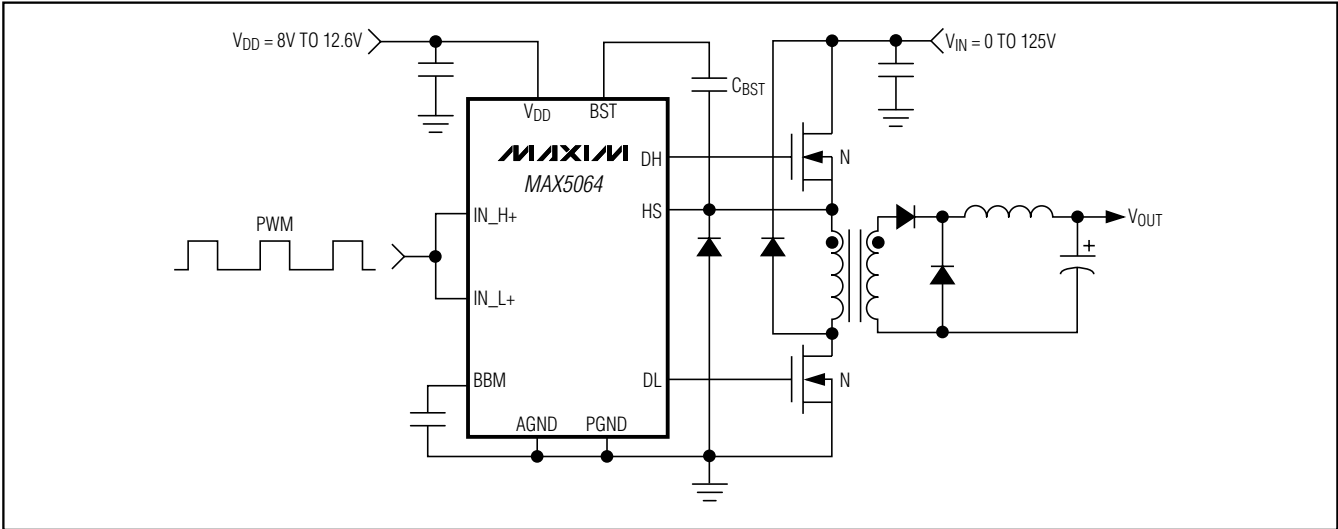 V_DD = 8V TO 12.6V
V_IN = 0 TO 125V
C_BST
V_DD
BST
MAXIM
MAX5064
DH
N
HS
IN_H+
PWM
V_OUT
+
IN_L+
BBM
DL
N
AGND
PGND